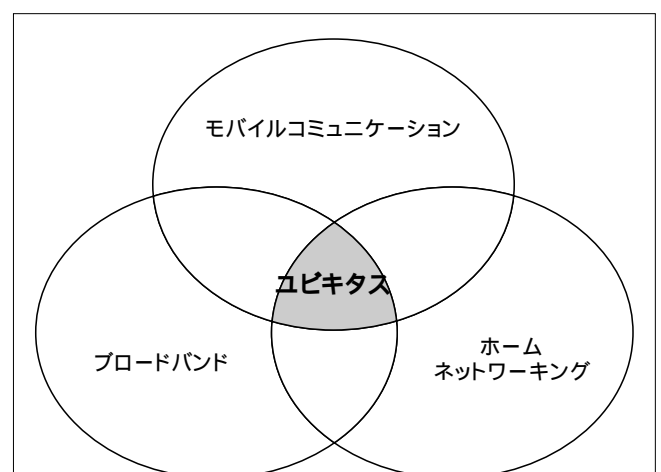 モバイルコミュニケーション
ユビキタス
ブロードバンド
ホーム
ネットワーキング